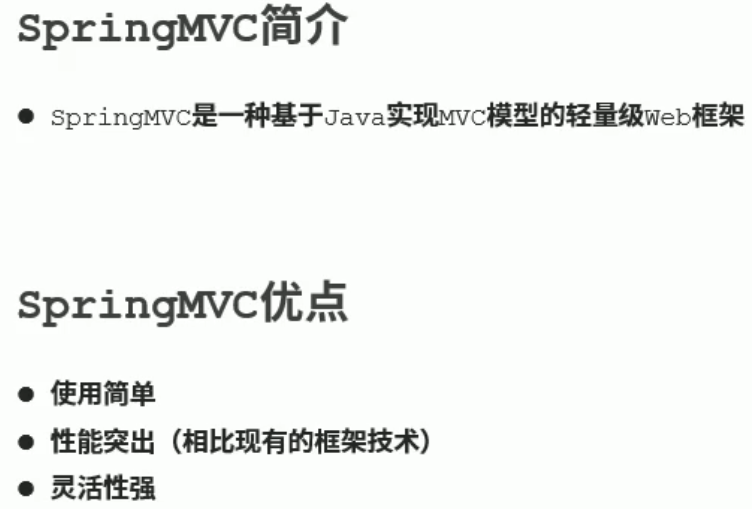 SpringMVC简介
● SpringMVC是一种基于Java实现MVC模型的轻量级Web框架
SpringMVC优点
● 使用简单
● 性能突出（相比现有的框架技术）
● 灵活性强